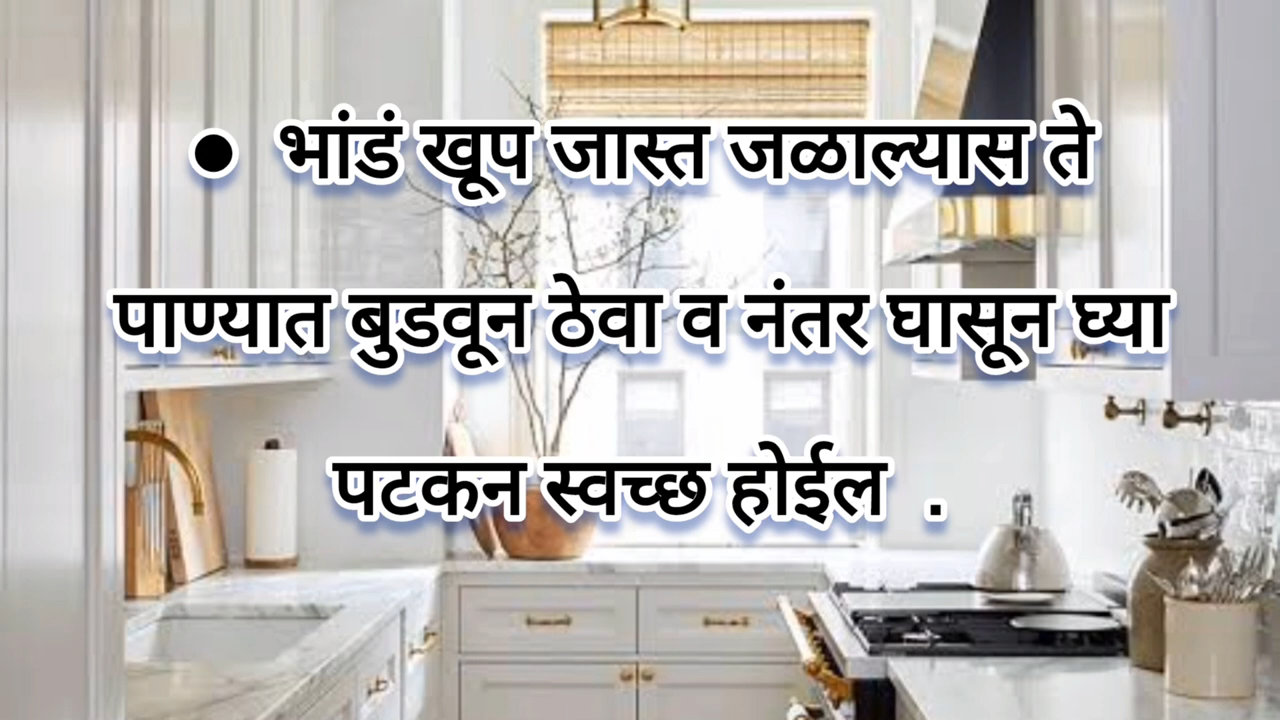 ● भांडं खूप जास्त जळाल्यास ते
पाण्यात बुडवून ठेवा व नंतर घासून घ्या
पटकन स्वच्छ होईल .